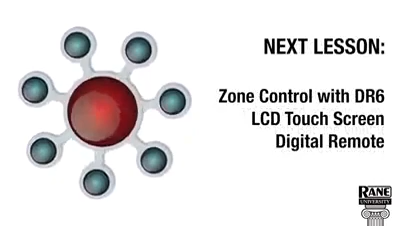 NEXT LESSON:
Zone Control with DR6
LCD Touch Screen
Digital Remote
RANE
UNIVERSITY